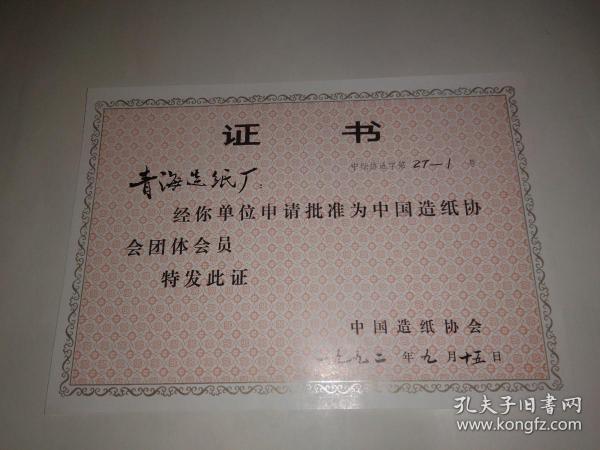 证 书
中纸协造字第 27—1 号
青海造纸厂：
经你单位申请批准为中国造纸协
会团体会员
特发此证
中国造纸协会
一九九二 年 九 月 十五 日
孔夫子旧书网
www.kongfz.com